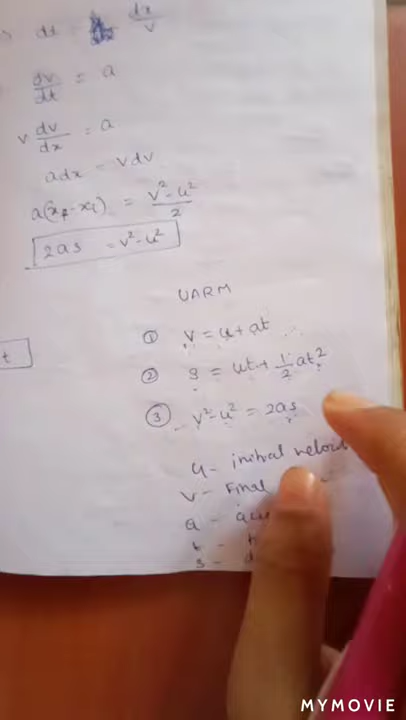 dt = dx/v
dv/dt = a
v dv/dx = a
adx = vdv
a(xf - xi) = v² - u²/2
2as = v² - u²
UARM
t
① v = u + at
② s = ut + 1/2 at²
③ v² - u² = 2as
u - initial
v - Final
a -
s -
MYMOVIE